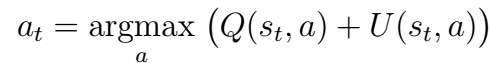 a_t = argmax_a (Q(s_t, a) + U(s_t, a))